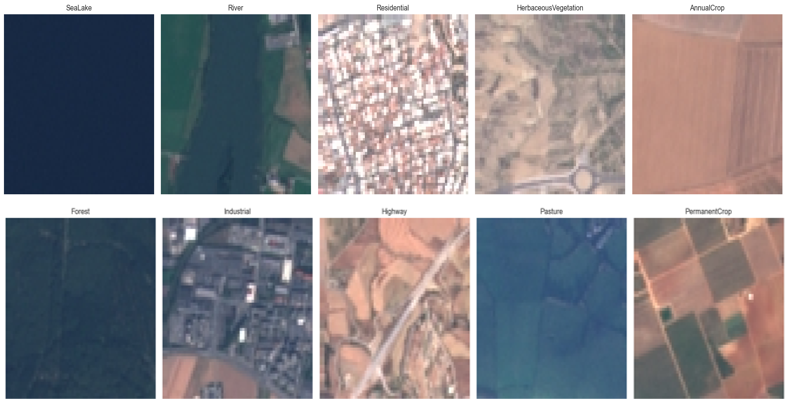 SeaLake
River
Residential
HerbaceousVegetation
AnnualCrop
Forest
Industrial
Highway
Pasture
PermanentCrop